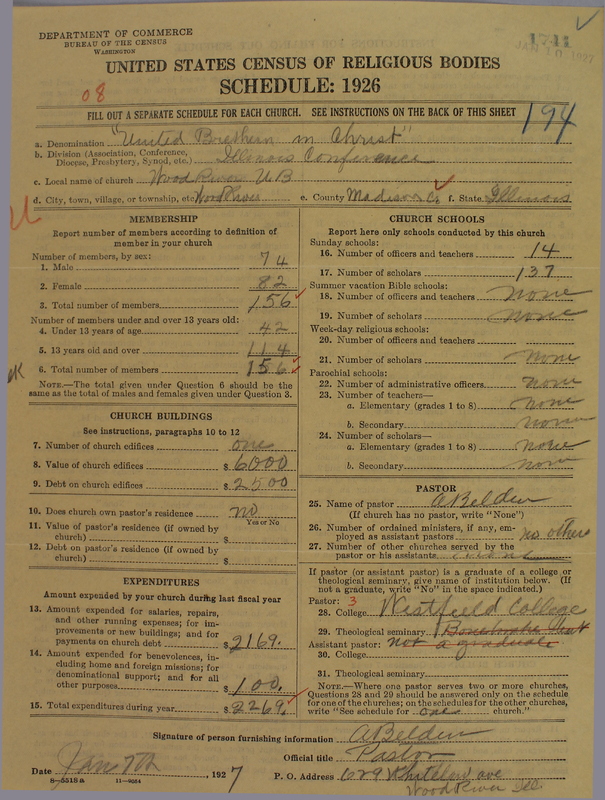 DEPARTMENT OF COMMERCE
BUREAU OF THE CENSUS
WASHINGTON
1711
JAN 10 1927
UNITED STATES CENSUS OF RELIGIOUS BODIES
SCHEDULE: 1926
08
FILL OUT A SEPARATE SCHEDULE FOR EACH CHURCH. SEE INSTRUCTIONS ON THE BACK OF THIS SHEET
194
a. Denomination "United Brethern in Christ"
b. Division (Association, Conference, Diocese, Presbytery, Synod, etc.) Illinois Conference
c. Local name of church Wood River UB
d. City, town, village, or township, etc. Wood River e. County Madison Co. f. State Illinois
MEMBERSHIP
Report number of members according to definition of
member in your church
Number of members, by sex:
1. Male 74
2. Female 82
3. Total number of members 156
Number of members under and over 13 years old:
4. Under 13 years of age 42
5. 13 years old and over 114
6. Total number of members 156
NOTE.—The total given under Question 6 should be
same as the total of males and females given under Question 3.
CHURCH BUILDINGS
See instructions, paragraphs 10 to 12
7. Number of church edifices one
8. Value of church edifices $ 6000
9. Debt on church edifices $ 2500
10. Does church own pastor's residence? no
Yes or No
11. Value of pastor's residence (if owned by
church) $
12. Debt on pastor's residence (if owned by
church) $
EXPENDITURES
Amount expended by your church during last fiscal year
13. Amount expended for salaries, repairs,
and other running expenses; for im-
provements or new buildings; and for
payments on church debt $ 2169.
14. Amount expended for benevolences, in-
cluding home and foreign missions; for
denominational support; and for all
other purposes $ 100.
15. Total expenditures during year $ 2269.
CHURCH SCHOOLS
Report here only schools conducted by this church
Sunday schools:
16. Number of officers and teachers 14
17. Number of scholars 137
Summer vacation Bible schools:
18. Number of officers and teachers none
19. Number of scholars none
Week-day religious schools:
20. Number of officers and teachers
21. Number of scholars none
Parochial schools:
22. Number of administrative officers none
23. Number of teachers—
a. Elementary (grades 1 to 8) none
b. Secondary none
24. Number of scholars—
a. Elementary (grades 1 to 8) none
b. Secondary none
PASTOR
25. Name of pastor A Belden
(If church has no pastor, write "None")
26. Number of ordained ministers, if any, em-
ployed as assistant pastors no others
27. Number of other churches served by the
pastor or his assistants
If pastor (or assistant pastor) is a graduate of a college or
theological seminary, give name of institution below. (If
not a graduate, write "No" in the space indicated.)
Pastor: 3
28. College Westfield College
29. Theological seminary
Assistant pastor: not a graduate
30. College
31. Theological seminary
NOTE.—Where one pastor serves two or more churches,
Questions 28 and 29 should be answered only on the schedule
for one of the churches; on the schedules for the other churches,
write "See schedule for one church."
Signature of person furnishing information A Belden
Official title Pastor
Date Jan 7th, 1927 P. O. Address 629 Whitelaw ave
Wood River Ill.
8—5518 a 11—9684